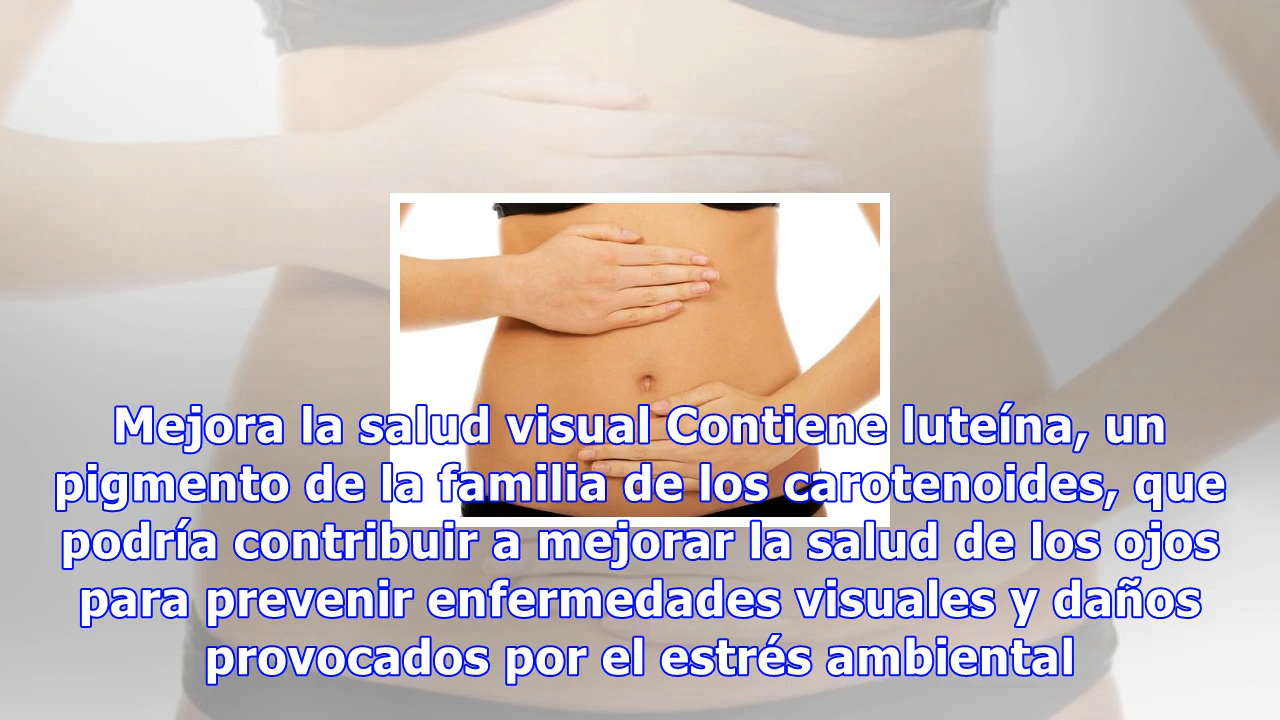 Mejora la salud visual Contiene luteína, un
pigmento de la familia de los carotenoides, que
podría contribuir a mejorar la salud de los ojos
para prevenir enfermedades visuales y daños
provocados por el estrés ambiental